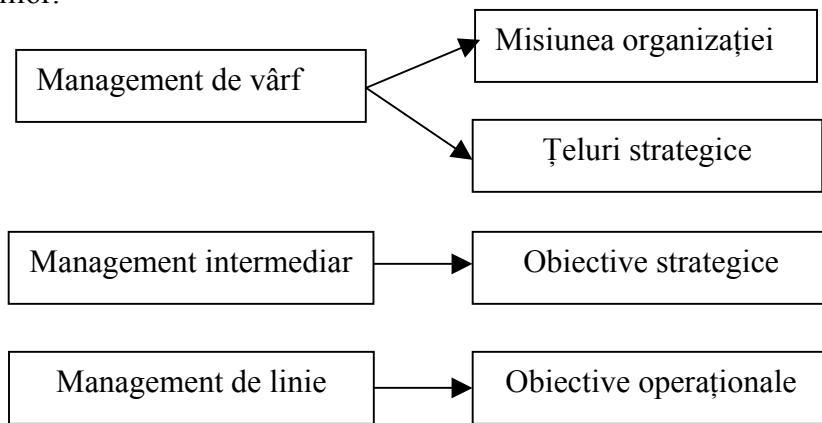 Misiunea organizației
Management de vârf
Țeluri strategice
Management intermediar
Obiective strategice
Management de linie
Obiective operaționale